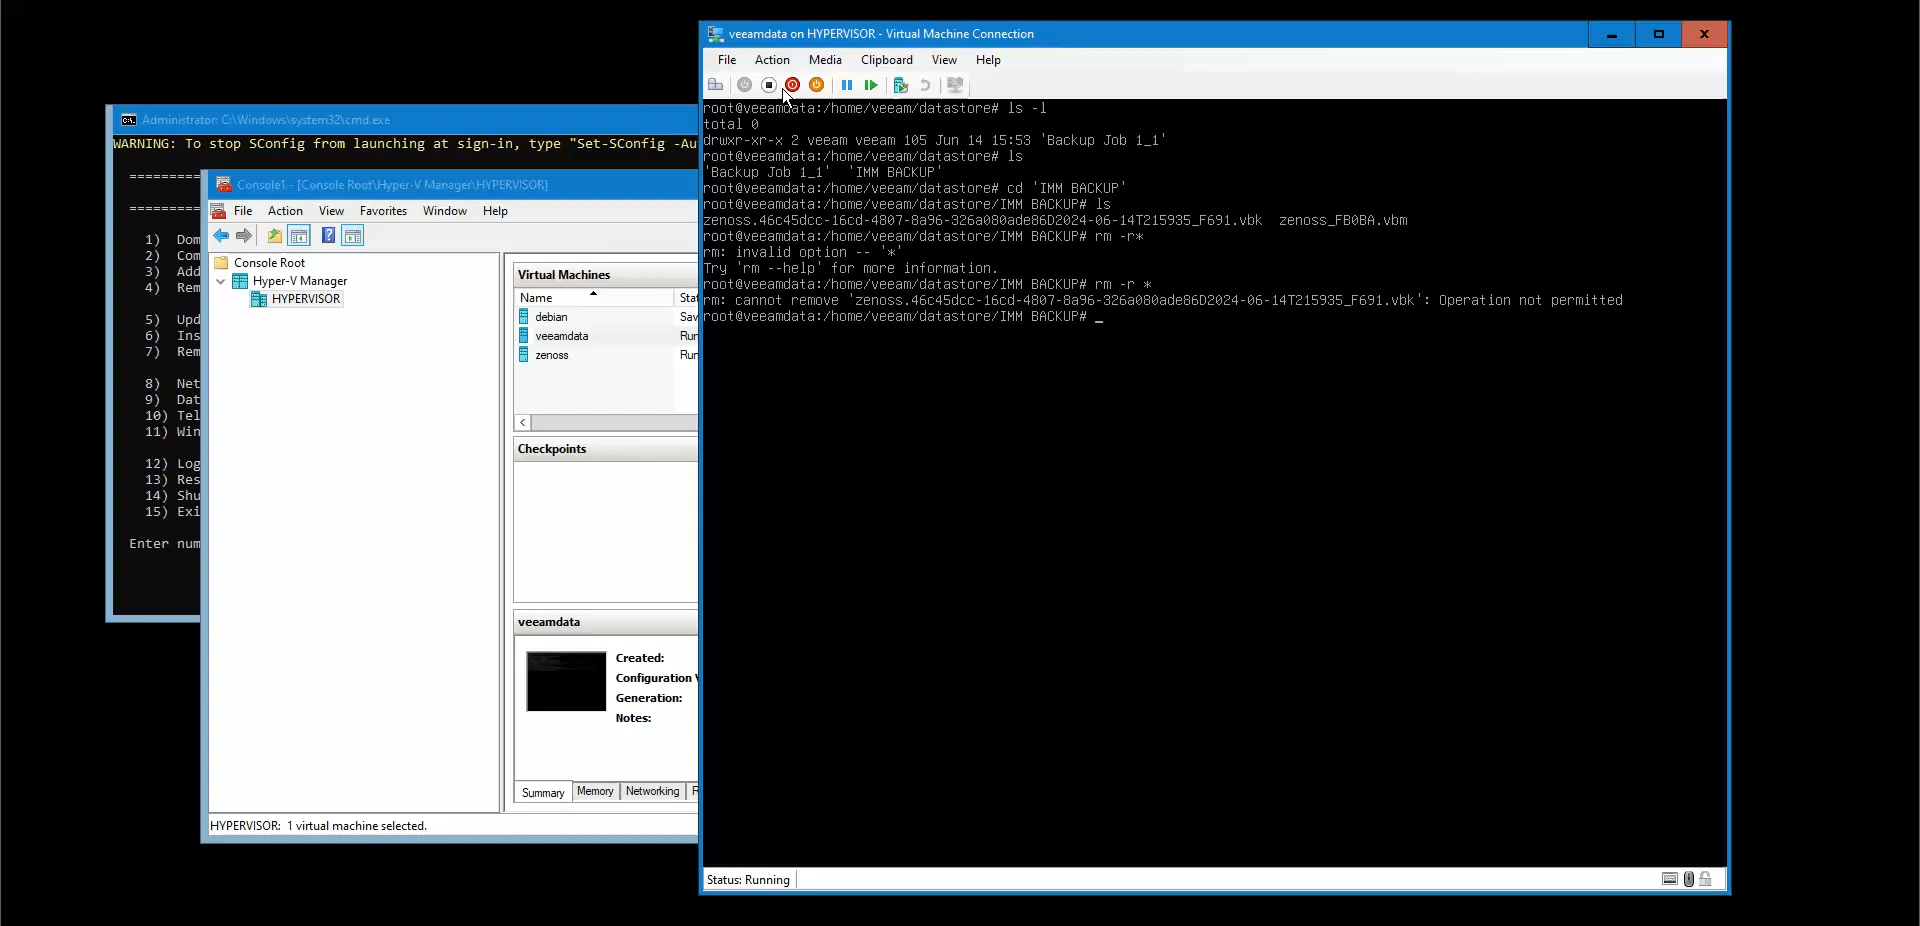 Administrator: C:\Windows\system32\cmd.exe
WARNING: To stop SConfig from launching at sign-in, type "Set-SConfig -Au
================================
1) Dom
2) Com
3) Add
4) Rem
5) Upd
6) Ins
7) Rem
8) Net
9) Dat
10) Tel
11) Win
12) Log
13) Res
14) Shu
15) Exi
Enter num
Console1 - [Console Root\Hyper-V Manager\HYPERVISOR]
File Action View Favorites Window Help
Console Root
Hyper-V Manager
HYPERVISOR
Virtual Machines
Name Stat
debian Sav
veeamdata Run
zenoss Run
Checkpoints
veeamdata
Created:
Configuration V
Generation:
Notes:
Summary Memory Networking R
HYPERVISOR: 1 virtual machine selected.
veeamdata on HYPERVISOR - Virtual Machine Connection
File Action Media Clipboard View Help
root@veeamdata:/home/veeam/datastore# ls -l
total 0
drwxr-xr-x 2 veeam veeam 105 Jun 14 15:53 'Backup Job 1_1'
root@veeamdata:/home/veeam/datastore# ls
'Backup Job 1_1' 'IMM BACKUP'
root@veeamdata:/home/veeam/datastore# cd 'IMM BACKUP'
root@veeamdata:/home/veeam/datastore/IMM BACKUP# ls
zenoss.46c45dcc-16cd-4807-8a96-326a080ade86D2024-06-14T215935_F691.vbk zenoss_FB0BA.vbm
root@veeamdata:/home/veeam/datastore/IMM BACKUP# rm -r*
rm: invalid option -- '*'
Try 'rm --help' for more information.
root@veeamdata:/home/veeam/datastore/IMM BACKUP# rm -r *
rm: cannot remove 'zenoss.46c45dcc-16cd-4807-8a96-326a080ade86D2024-06-14T215935_F691.vbk': Operation not permitted
root@veeamdata:/home/veeam/datastore/IMM BACKUP# _
Status: Running